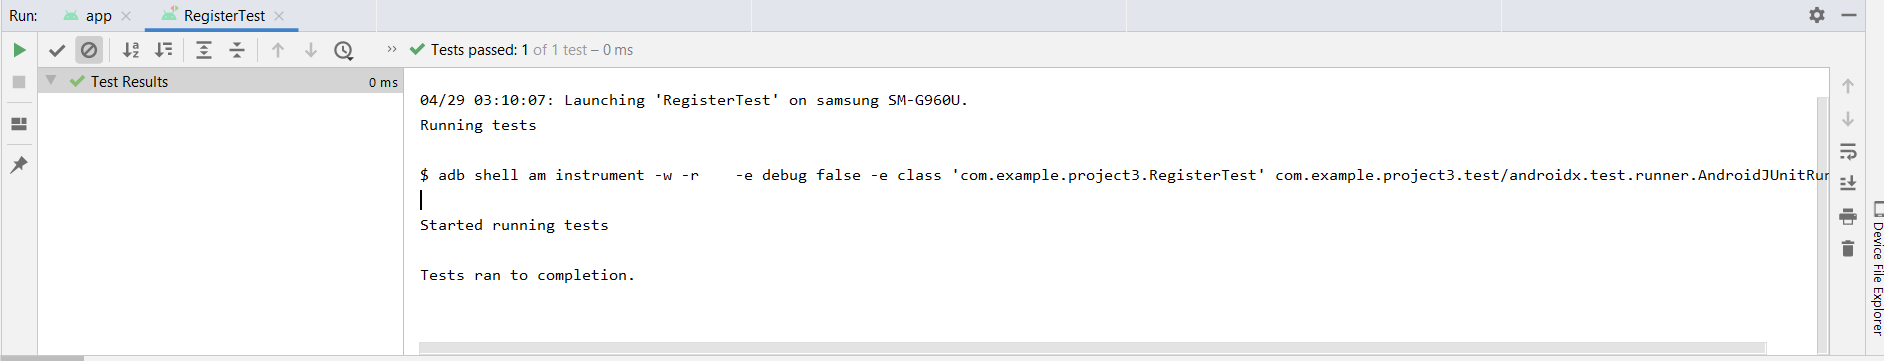 Run: app RegisterTest
Tests passed: 1 of 1 test – 0 ms
Test Results 0 ms
04/29 03:10:07: Launching 'RegisterTest' on samsung SM-G960U.
Running tests
$ adb shell am instrument -w -r    -e debug false -e class 'com.example.project3.RegisterTest' com.example.project3.test/androidx.test.runner.AndroidJUnitRun
Started running tests
Tests ran to completion.
Device File Explorer